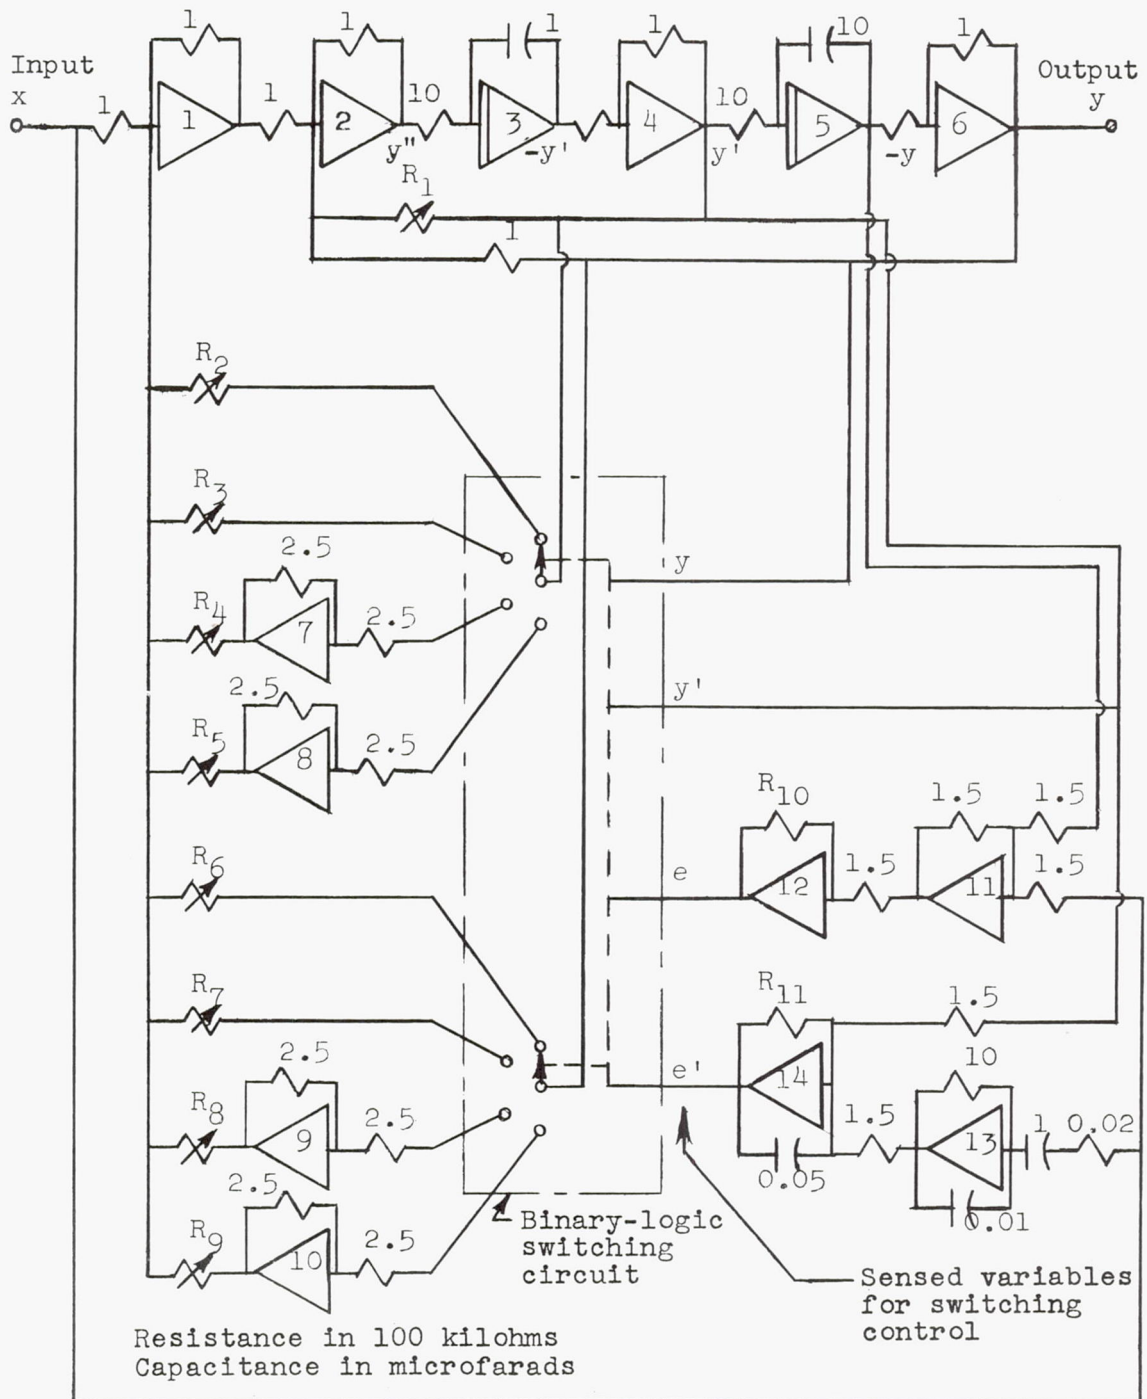 1 1 1 1 10 1
Input
x
Output
y
1 1 10 10
1 2 3 4 5 6
y" -y' y' -y
R1
1
R2
R3
2.5
R4 7 2.5
y
2.5
y'
R5 8 2.5
R10 1.5 1.5
R6
e 12 1.5 11 1.5
R7
R11 1.5
2.5
e' 14 10
R8 9 2.5
1.5 13 1 0.02
2.5
0.05
0.01
R9 10 2.5
Binary-logic
switching
circuit
Sensed variables
for switching
control
Resistance in 100 kilohms
Capacitance in microfarads